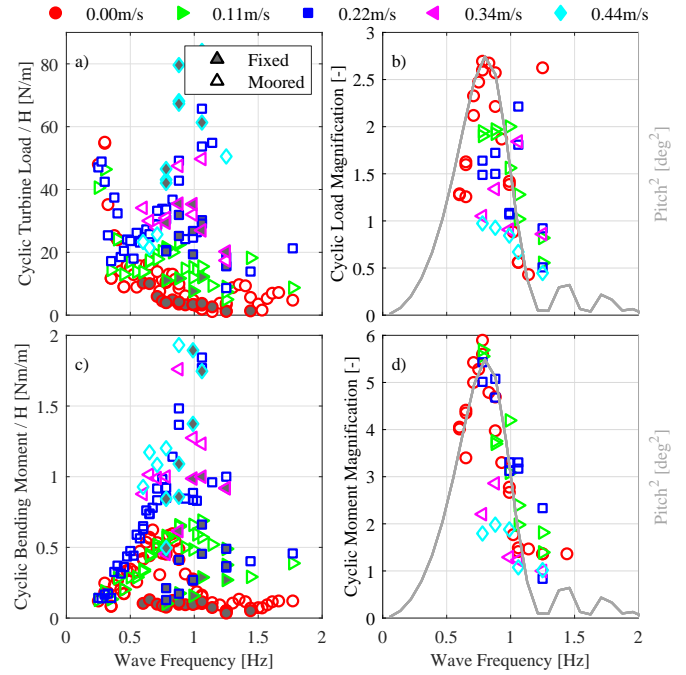 0.00m/s 0.11m/s 0.22m/s 0.34m/s 0.44m/s
a)
Fixed
Moored
Cyclic Turbine Load / H [N/m]
0
20
40
60
80
b)
Cyclic Load Magnification [-]
0
0.5
1
1.5
2
2.5
3
Pitch² [deg²]
c)
Cyclic Bending Moment / H [Nm/m]
0
0.5
1
1.5
2
0 0.5 1 1.5 2
Wave Frequency [Hz]
d)
Cyclic Moment Magnification [-]
0
1
2
3
4
5
6
0 0.5 1 1.5 2
Wave Frequency [Hz]
Pitch² [deg²]